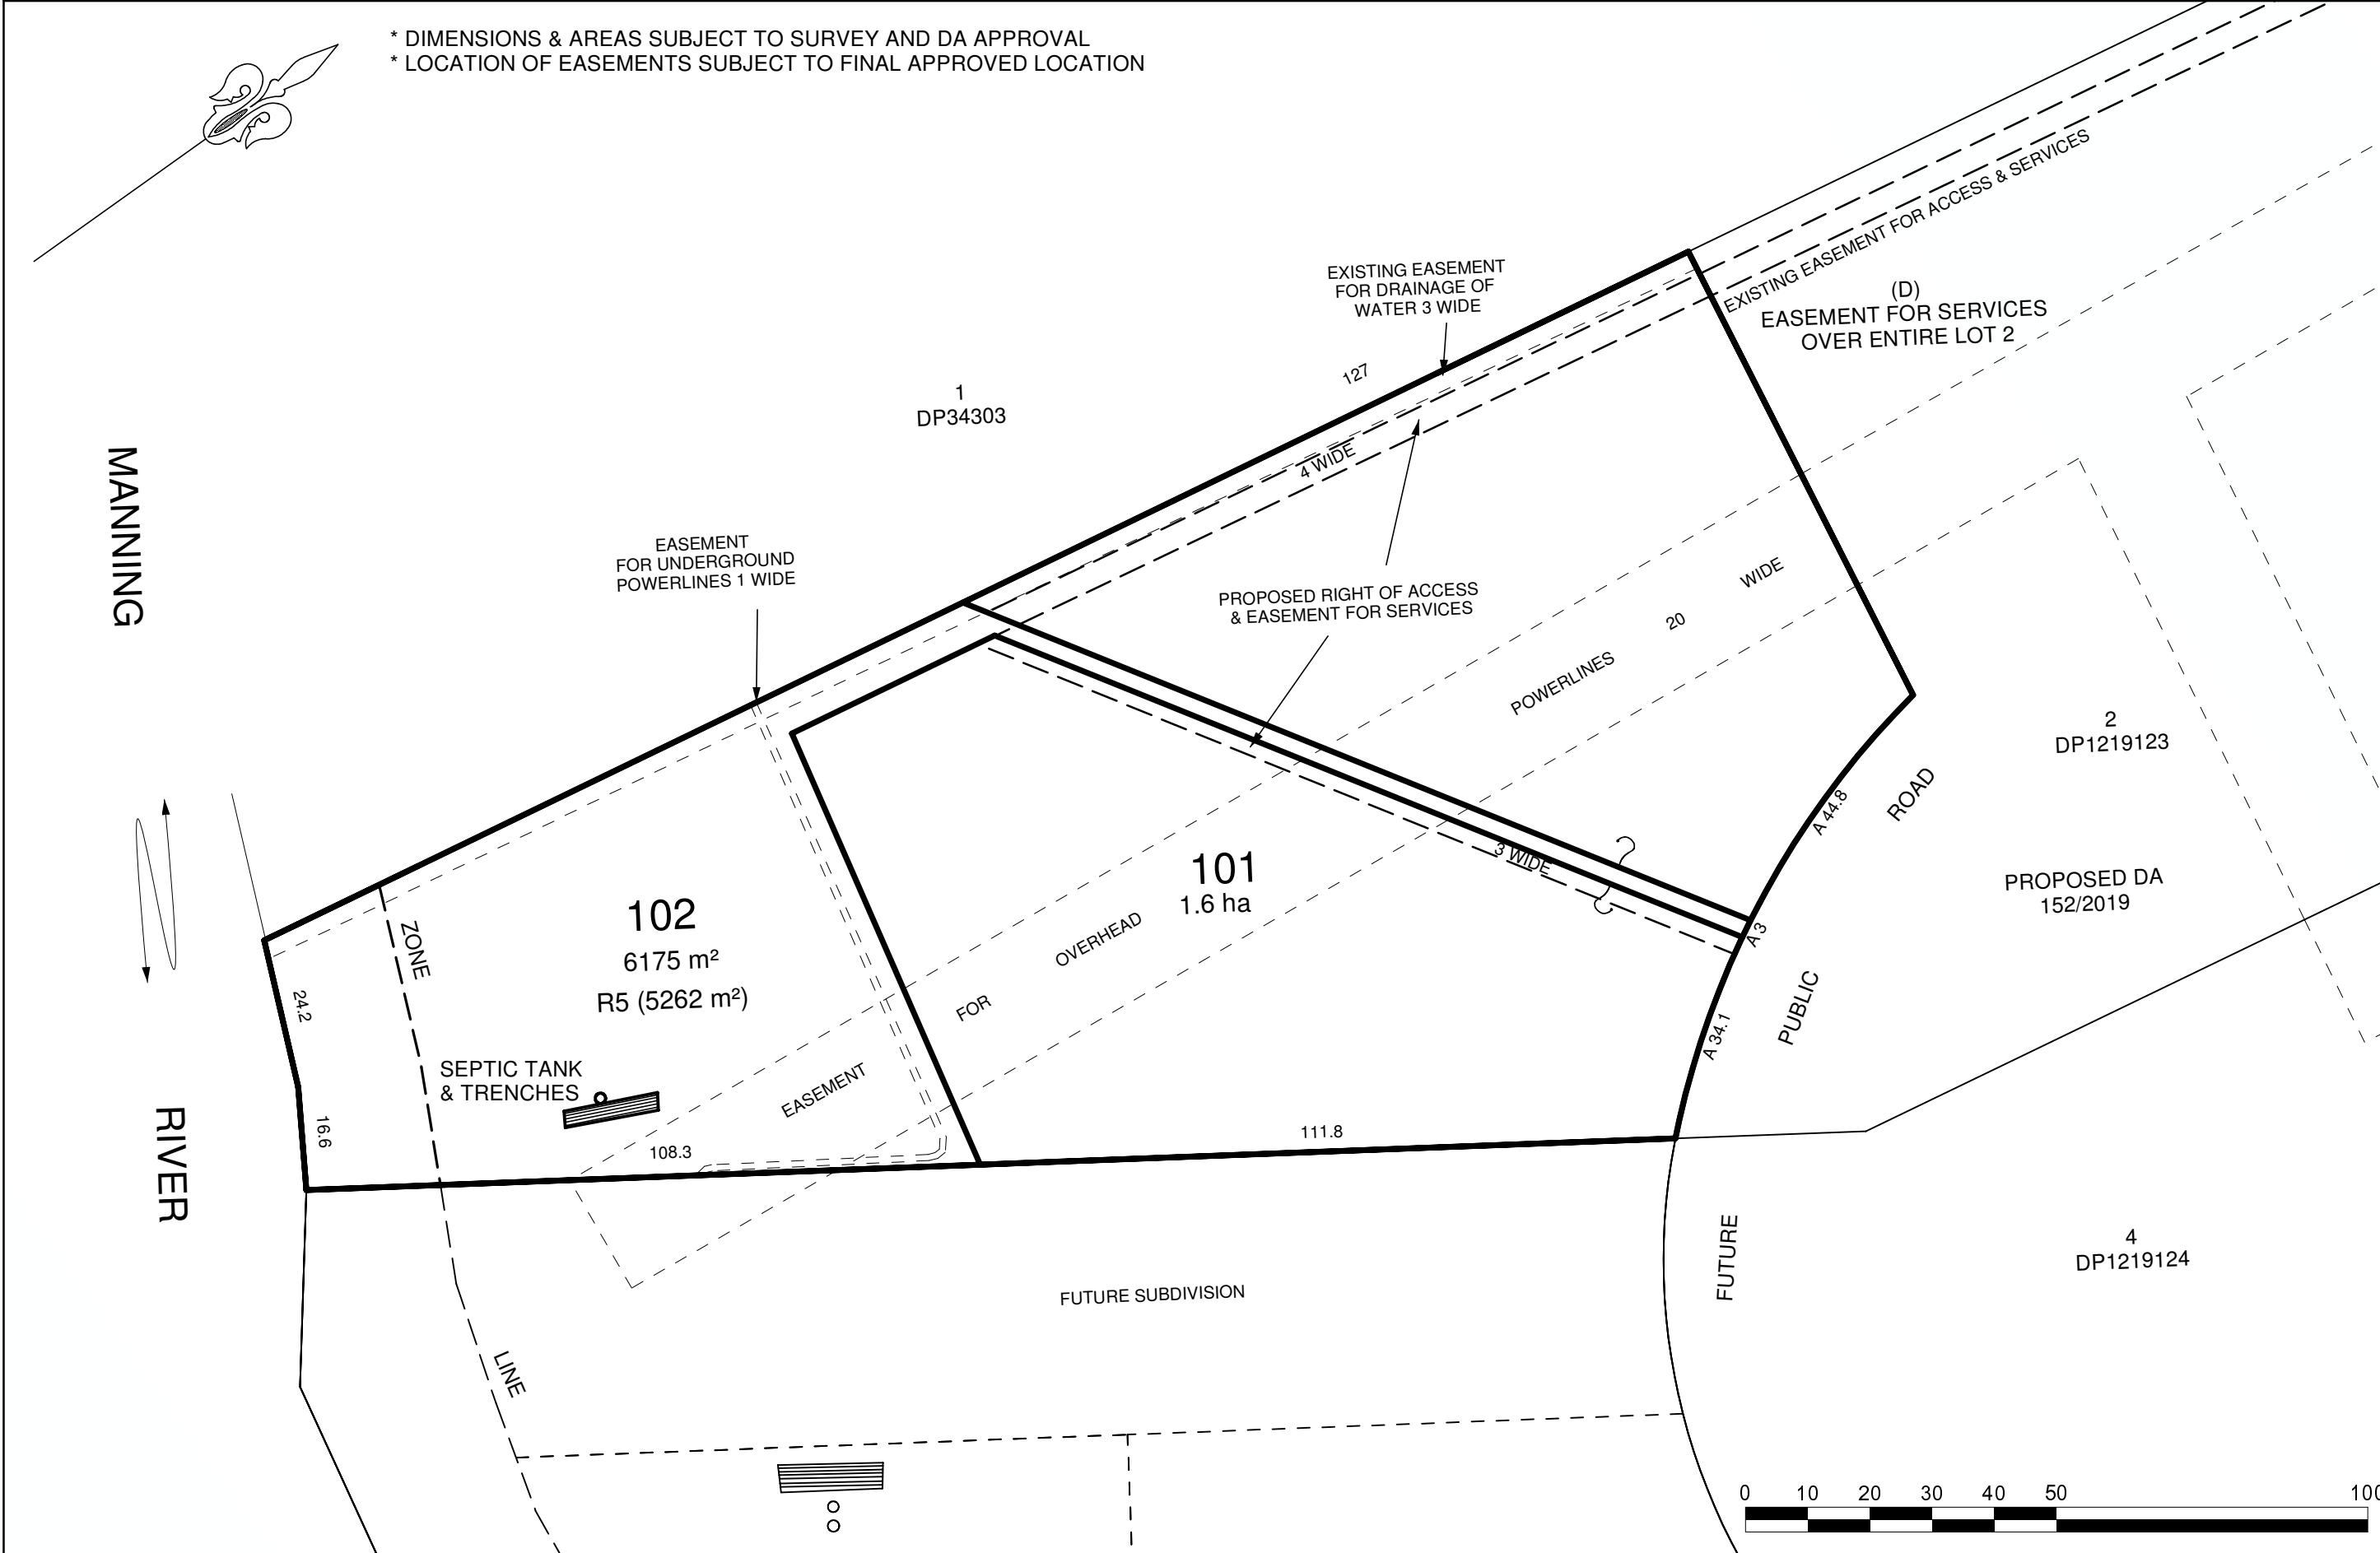 * DIMENSIONS & AREAS SUBJECT TO SURVEY AND DA APPROVAL
* LOCATION OF EASEMENTS SUBJECT TO FINAL APPROVED LOCATION
EXISTING EASEMENT FOR ACCESS & SERVICES
EXISTING EASEMENT
FOR DRAINAGE OF
WATER 3 WIDE
(D)
EASEMENT FOR SERVICES
OVER ENTIRE LOT 2
127
1
DP34303
4 WIDE
MANNING
RIVER
EASEMENT
FOR UNDERGROUND
POWERLINES 1 WIDE
PROPOSED RIGHT OF ACCESS
& EASEMENT FOR SERVICES
EASEMENT
FOR
OVERHEAD
POWERLINES
20
WIDE
2
DP1219123
A 44.8
ROAD
3 WIDE
101
1.6 ha
PROPOSED DA
152/2019
102
6175 m²
R5 (5262 m²)
ZONE
A 3
24.2
PUBLIC
A 34.1
SEPTIC TANK
& TRENCHES
16.6
108.3
111.8
FUTURE
4
DP1219124
FUTURE SUBDIVISION
LINE
0 10 20 30 40 50 100